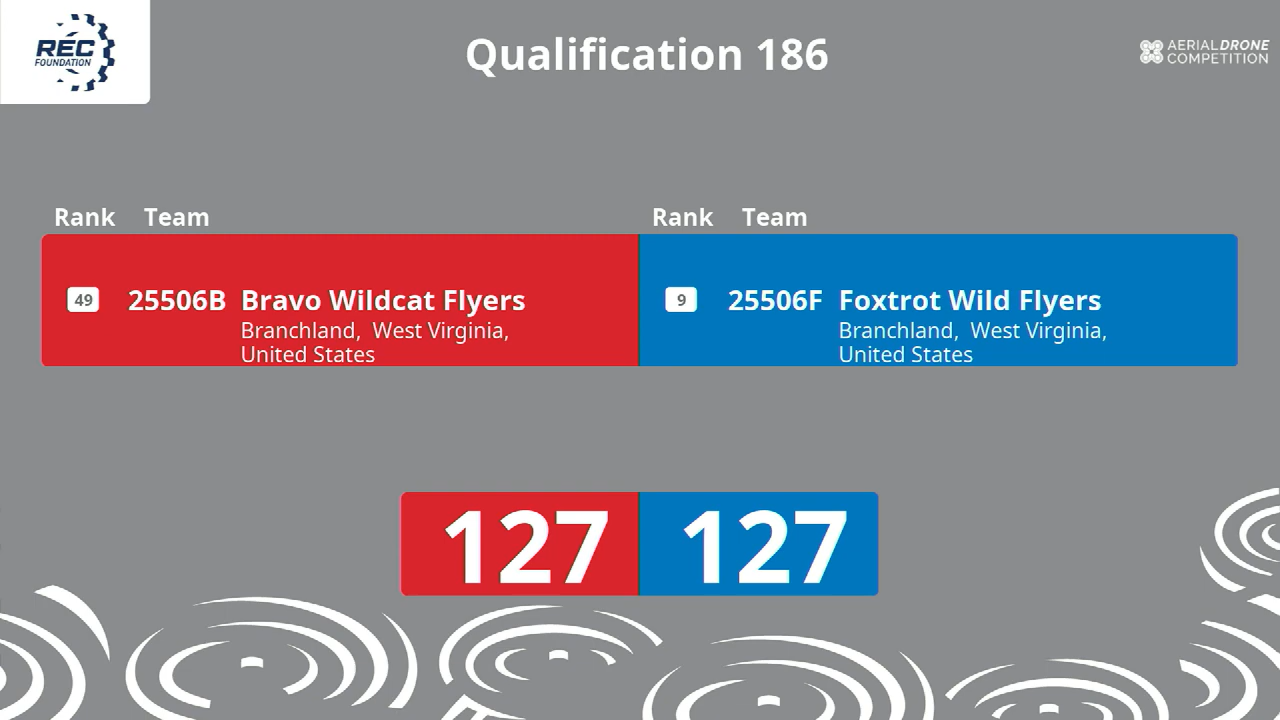 REC
FOUNDATION
Qualification 186
AERIALDRONE
COMPETITION
Rank Team
Rank Team
49 25506B Bravo Wildcat Flyers
Branchland, West Virginia,
United States
9 25506F Foxtrot Wild Flyers
Branchland, West Virginia,
United States
127 127